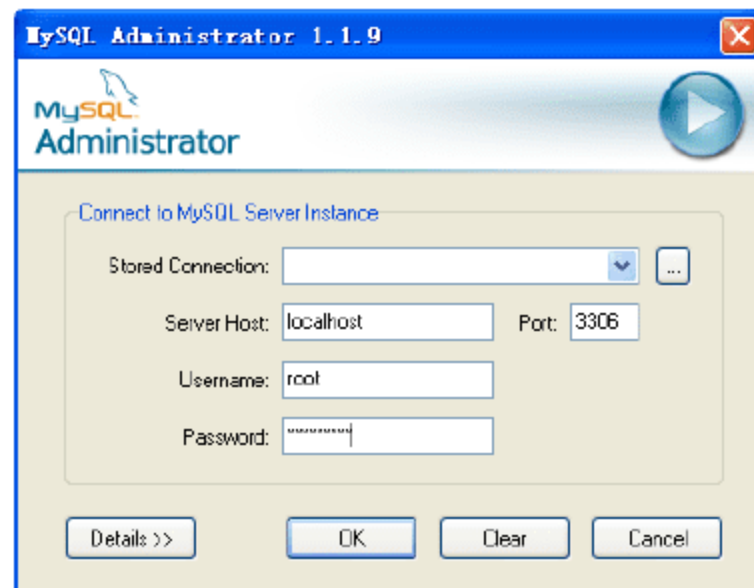 MySQL Administrator 1.1.9
MySQL
Administrator
Connect to MySQL Server Instance
Stored Connection:
...
Server Host: localhost Port: 3306
Username: root
Password: ********
Details >> OK Clear Cancel